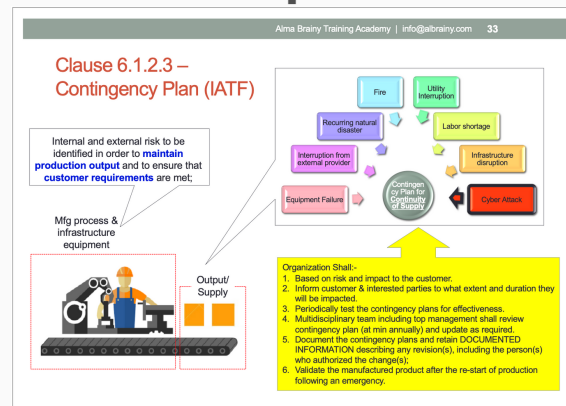 Alma Brainy Training Academy | info@albrainy.com 33
Clause 6.1.2.3 –
Contingency Plan (IATF)
Internal and external risk to be
identified in order to maintain
production output and to ensure that
customer requirements are met;
Mfg process &
infrastructure
equipment
Output/
Supply
Fire
Utility
Interruption
Recurring natural
disaster
Labor shortage
Interruption from
external provider
Infrastructure
disruption
Equipment Failure
Contingen
cy Plan for
Continuity
of Supply
Cyber Attack
Organization Shall:-
1. Based on risk and impact to the customer.
2. Inform customer & interested parties to what extent and duration they
will be impacted.
3. Periodically test the contingency plans for effectiveness.
4. Multidisciplinary team including top management shall review
contingency plan (at min annually) and update as required.
5. Document the contingency plans and retain DOCUMENTED
INFORMATION describing any revision(s), including the person(s)
who authorized the change(s);
6. Validate the manufactured product after the re-start of production
following an emergency.